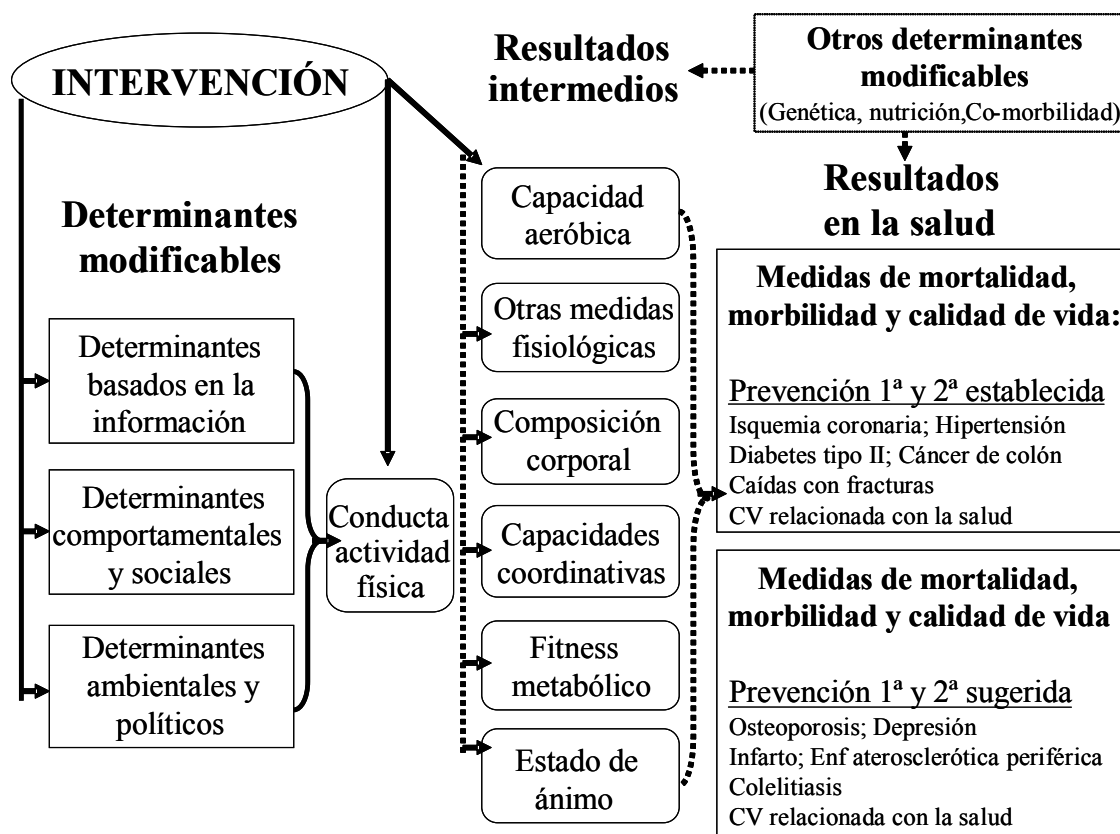 INTERVENCIÓN
Determinantes
modificables
Determinantes
basados en la
información
Determinantes
comportamentales
y sociales
Determinantes
ambientales y
políticos
Conducta
actividad
física
Resultados
intermedios
Capacidad
aeróbica
Otras medidas
fisiológicas
Composición
corporal
Capacidades
coordinativas
Fitness
metabólico
Estado de
ánimo
Otros determinantes
modificables
(Genética, nutrición,Co-morbilidad)
Resultados
en la salud
Medidas de mortalidad,
morbilidad y calidad de vida:
Prevención 1ª y 2ª establecida
Isquemia coronaria; Hipertensión
Diabetes tipo II; Cáncer de colón
Caídas con fracturas
CV relacionada con la salud
Medidas de mortalidad,
morbilidad y calidad de vida
Prevención 1ª y 2ª sugerida
Osteoporosis; Depresión
Infarto; Enf aterosclerótica periférica
Colelitiasis
CV relacionada con la salud